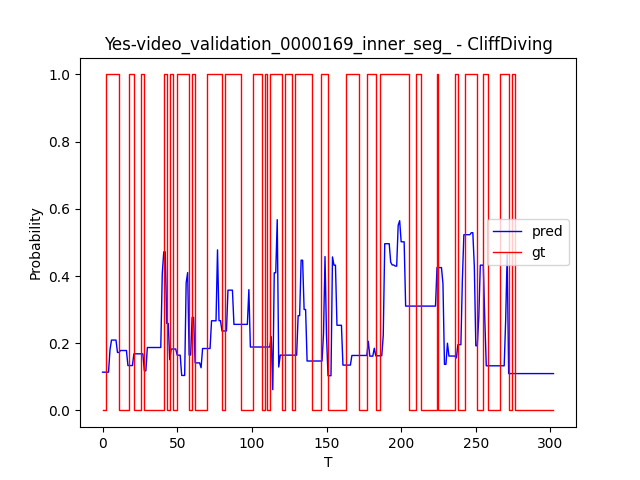 Yes-video_validation_0000169_inner_seg_ - CliffDiving
1.0
0.8
0.6
0.4
0.2
0.0
Probability
pred
gt
0 50 100 150 200 250 300
T